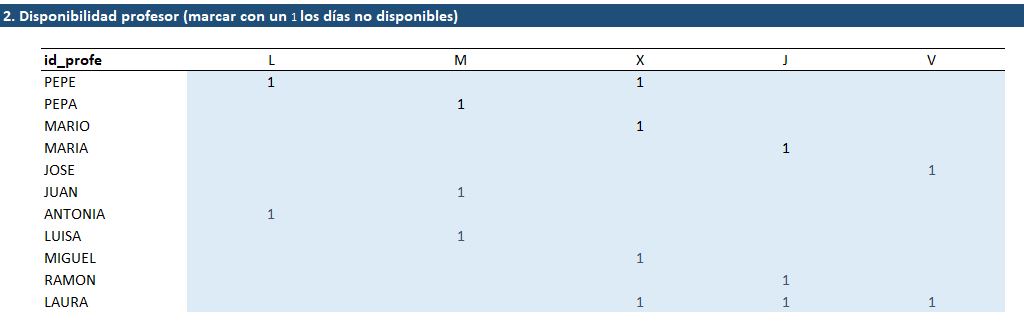 2. Disponibilidad profesor (marcar con un 1 los días no disponibles)
id_profe L M X J V
PEPE 1 1
PEPA 1
MARIO 1
MARIA 1
JOSE 1
JUAN 1
ANTONIA 1
LUISA 1
MIGUEL 1
RAMON 1
LAURA 1 1 1